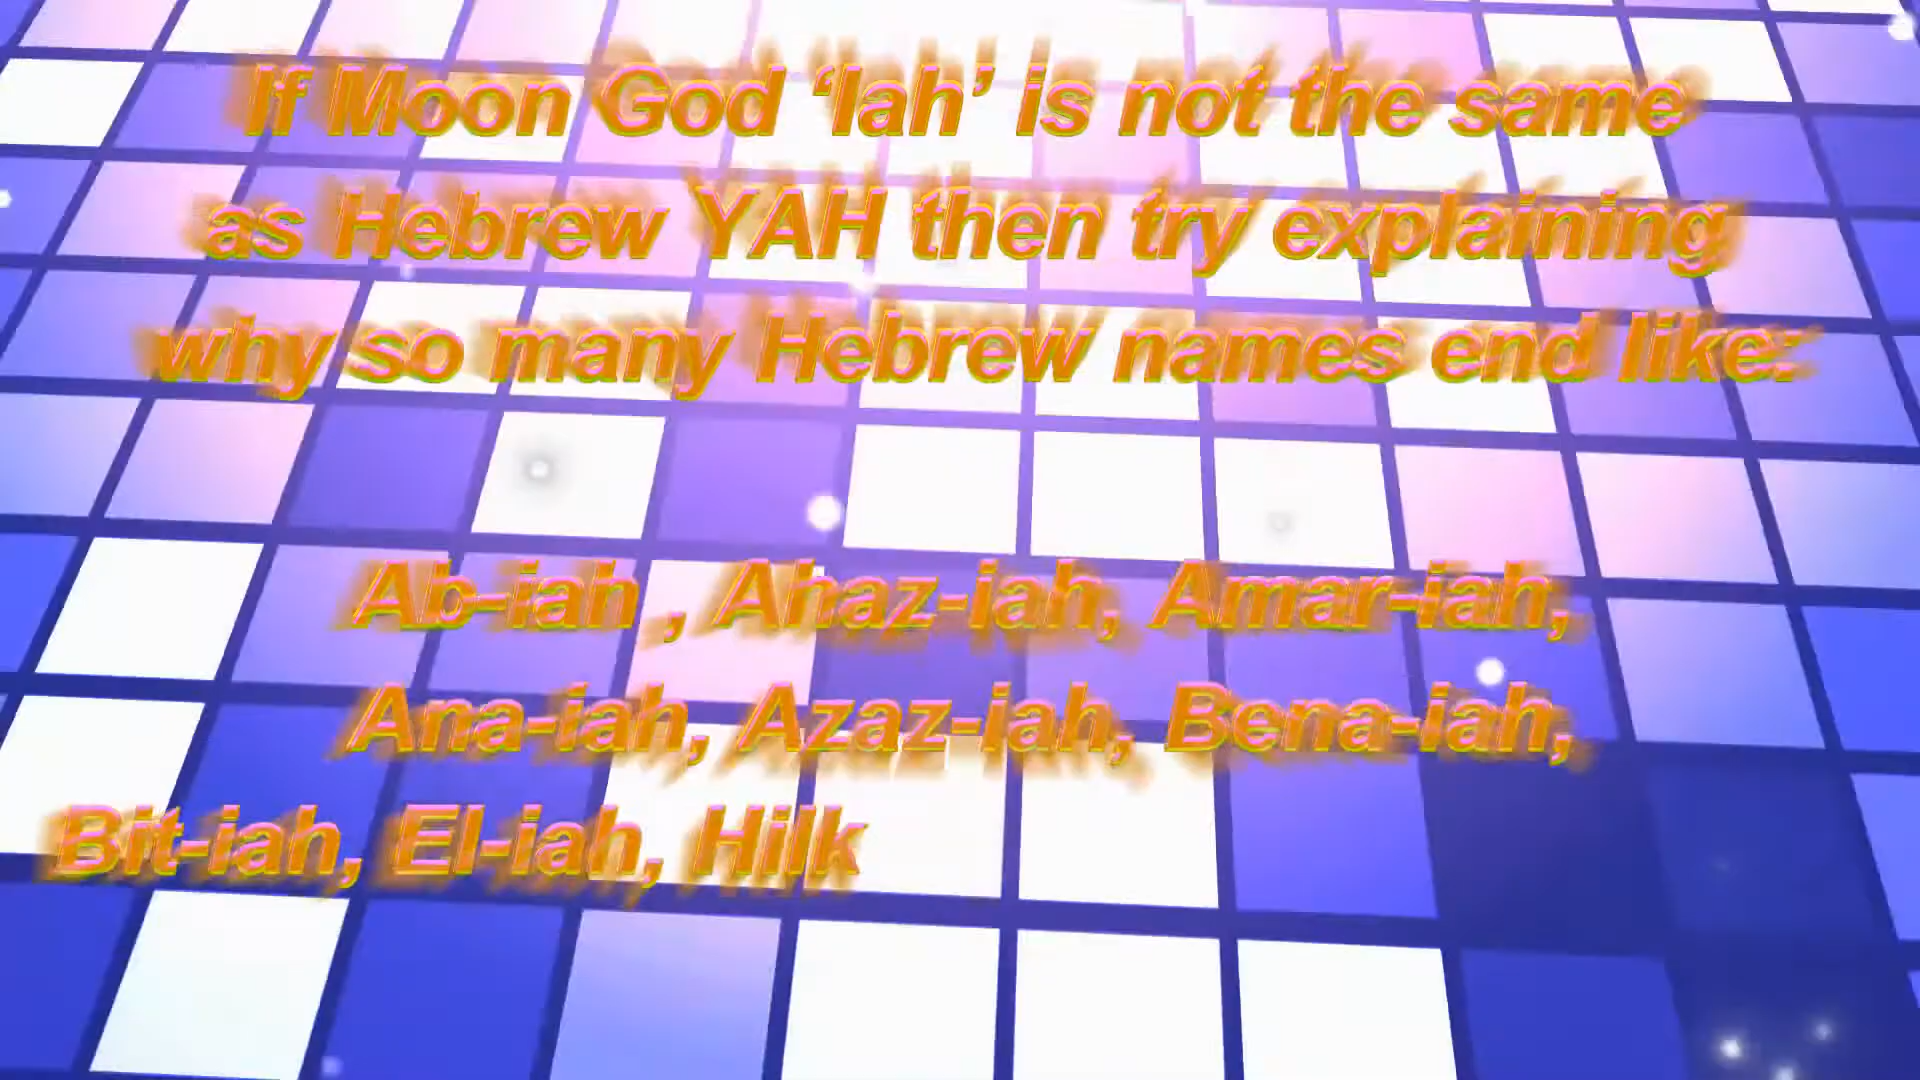 If Moon God ‘Iah’ is not the same
as Hebrew YAH then try explaining
why so many Hebrew names end like:
Ab-iah , Ahaz-iah, Amar-iah,
Ana-iah, Azaz-iah, Bena-iah,
Bit-iah, El-iah, Hilk